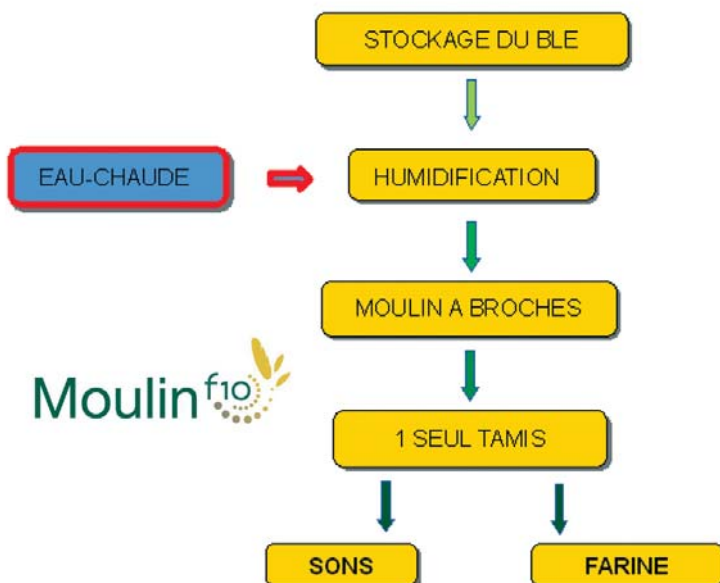 STOCKAGE DU BLE
EAU-CHAUDE
HUMIDIFICATION
MOULIN A BROCHES
Moulin f10
1 SEUL TAMIS
SONS
FARINE